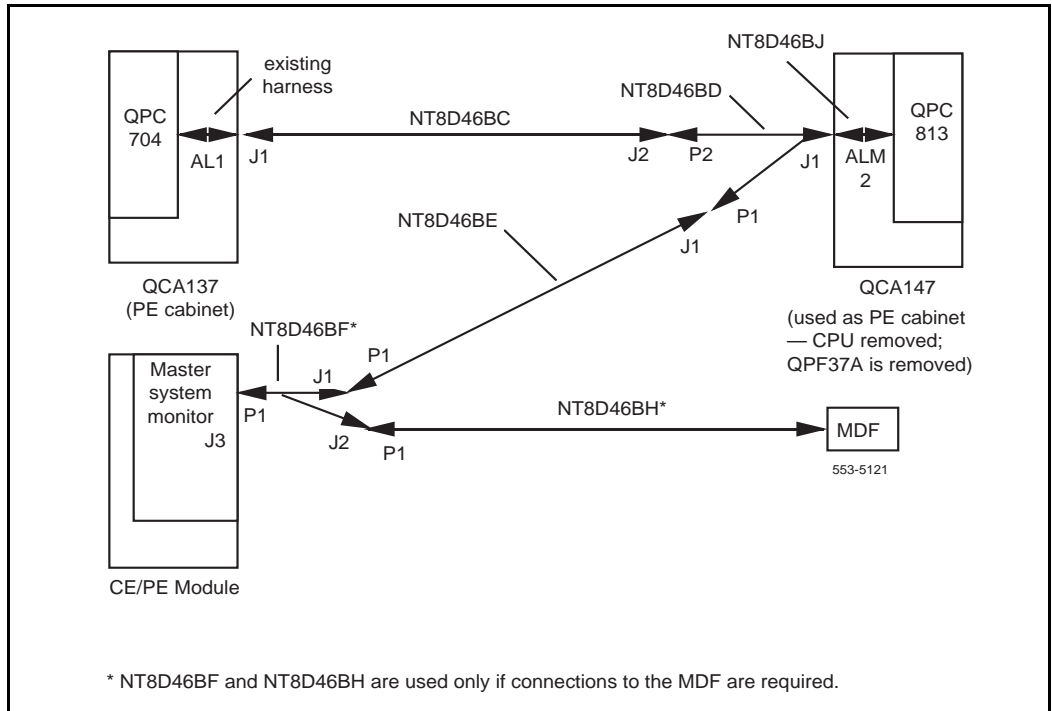 NT8D46BJ
existing
harness
NT8D46BD
QPC
704
NT8D46BC
QPC
813
AL1
J1
J2
P2
J1
ALM
2
P1
NT8D46BE
J1
QCA137
(PE cabinet)
QCA147
(used as PE cabinet
— CPU removed;
QPF37A is removed)
NT8D46BF*
P1
Master
system
monitor
J3
J1
P1
NT8D46BH*
J2
P1
MDF
553-5121
CE/PE Module
* NT8D46BF and NT8D46BH are used only if connections to the MDF are required.